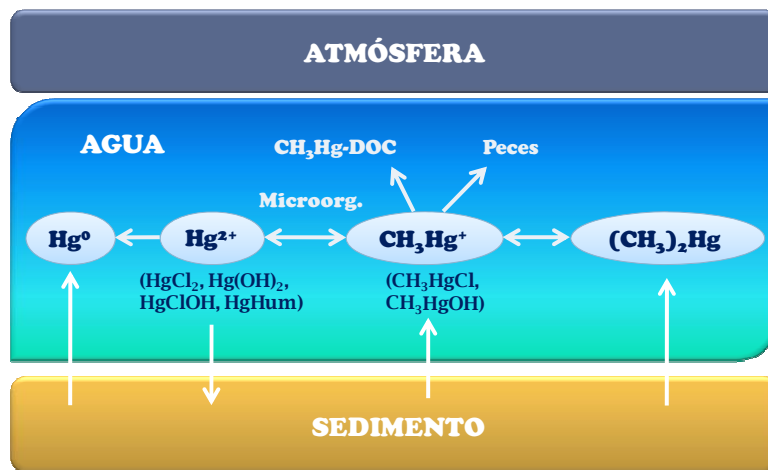 ATMÓSFERA
AGUA
CH₃Hg-DOC
Peces
Microorg.
Hg⁰
Hg²⁺
CH₃Hg⁺
(CH₃)₂Hg
(HgCl₂, Hg(OH)₂,
HgClOH, HgHum)
(CH₃HgCl,
CH₃HgOH)
SEDIMENTO